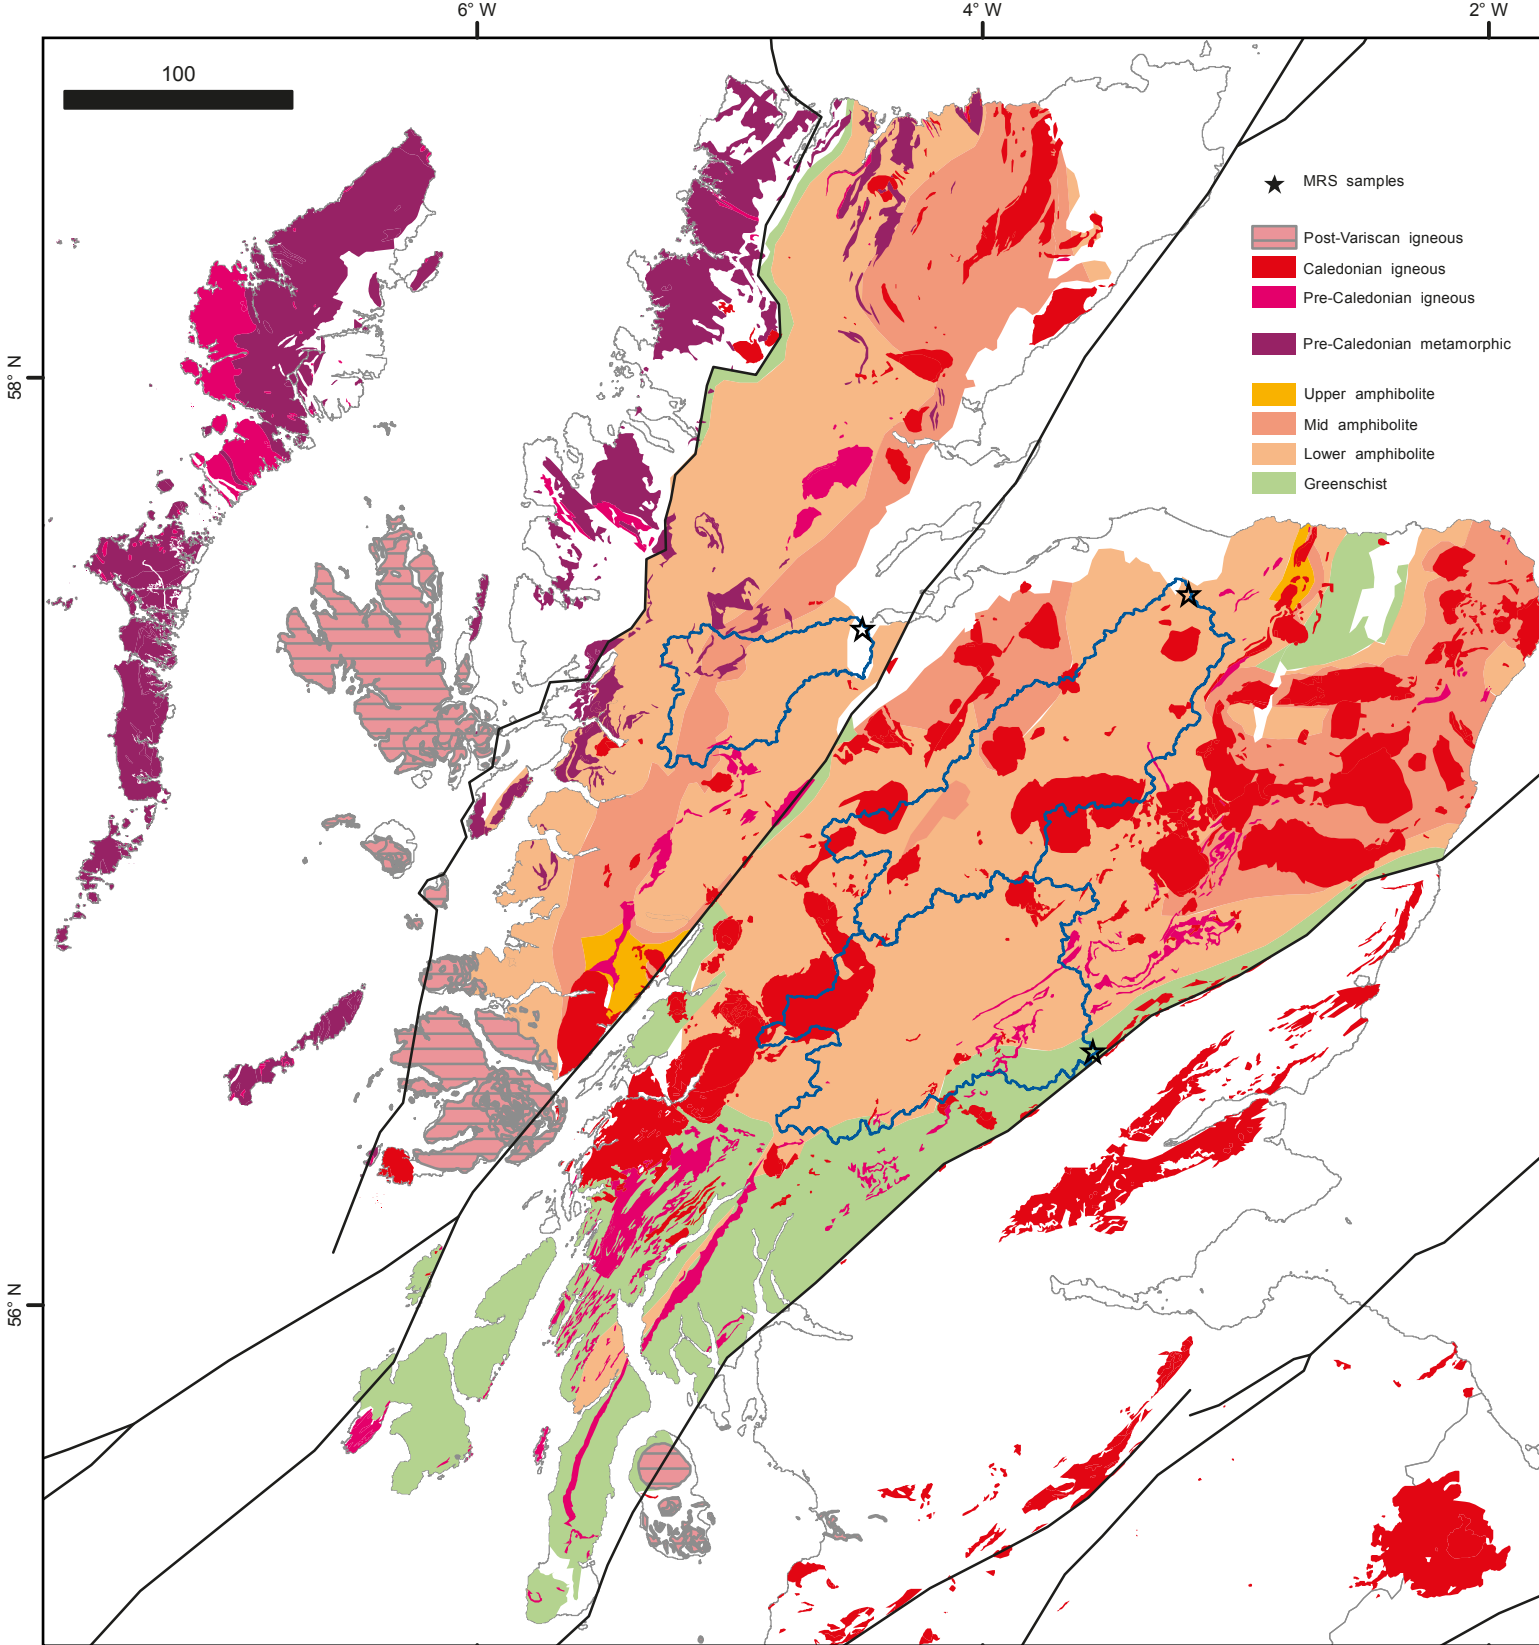 6° W
4° W
2° W
100
MRS samples
Post-Variscan igneous
Caledonian igneous
Pre-Caledonian igneous
Pre-Caledonian metamorphic
58° N
Upper amphibolite
Mid amphibolite
Lower amphibolite
Greenschist
56° N